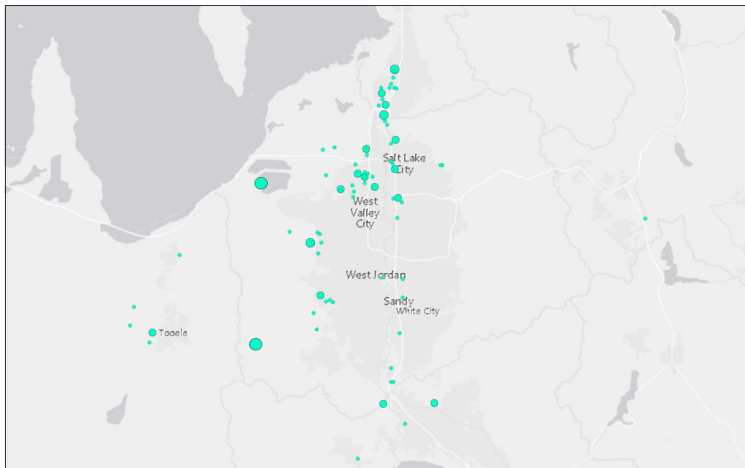 Salt Lake
City
West
Valley
City
West Jordan
Sandy
White City
Tooele